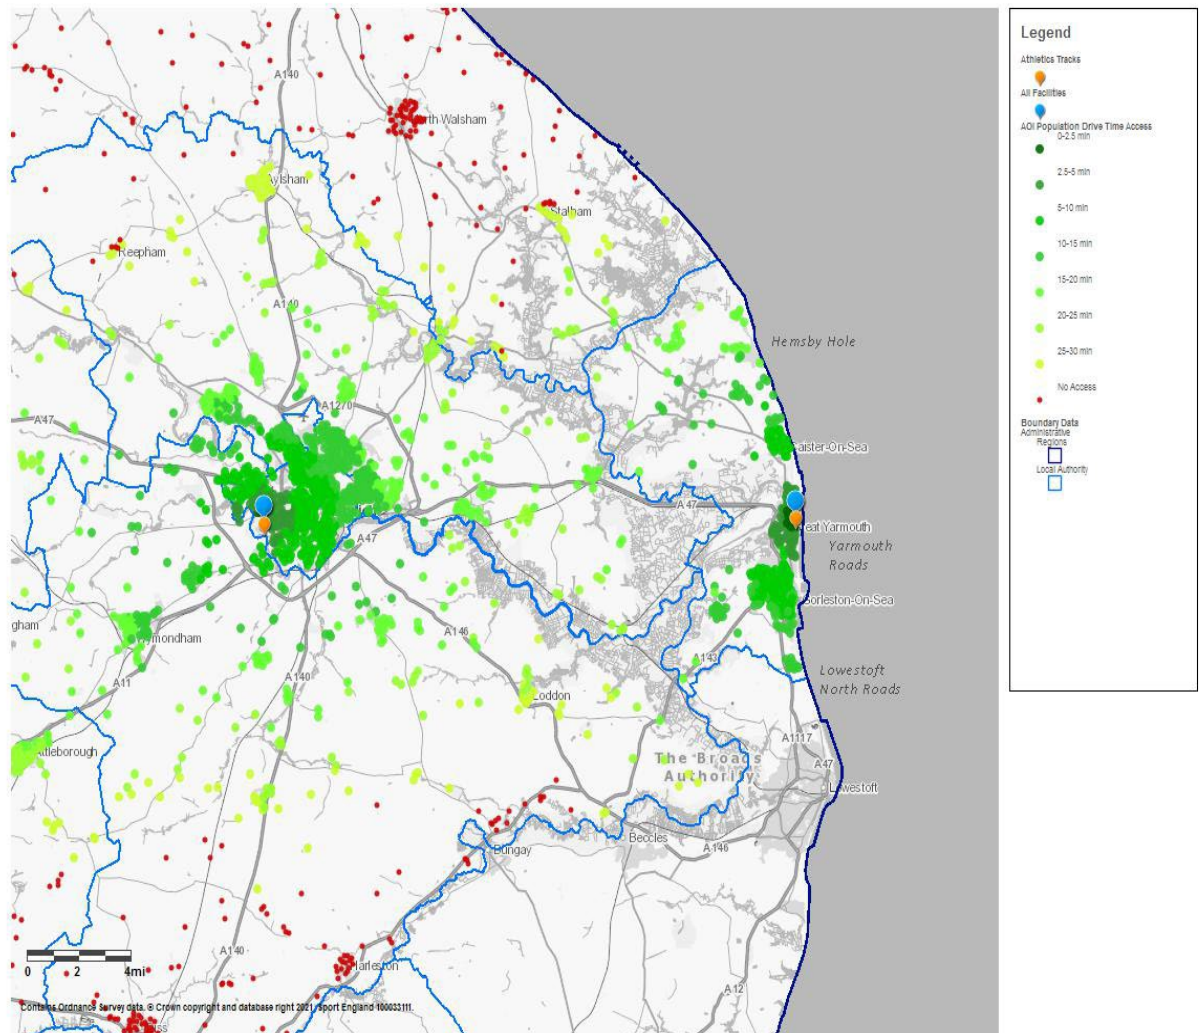 A140
North Walsham
Aylsham
Stalham
Reepham
A140
Hemsby Hole
A1270
A47
Caister-On-Sea
A47
Great Yarmouth
Yarmouth
Roads
A47
Gorleston-On-Sea
Wymondham
A146
A143
Lowestoft
North Roads
A11
A140
Loddon
A1117
Attleborough
The Broads
Authority
A47
Lowestoft
Beccles
A146
Bungay
A140
Harleston
0 2 4mi
A12
Contains Ordnance Survey data. © Crown copyright and database right 2021. Sport England 100033111.
Legend
Athletics Tracks
All Facilities
AOI Population Drive Time Access
0-2.5 min
2.5-5 min
5-10 min
10-15 min
15-20 min
20-25 min
25-30 min
No Access
Boundary Data
Administrative
Regions
Local Authority